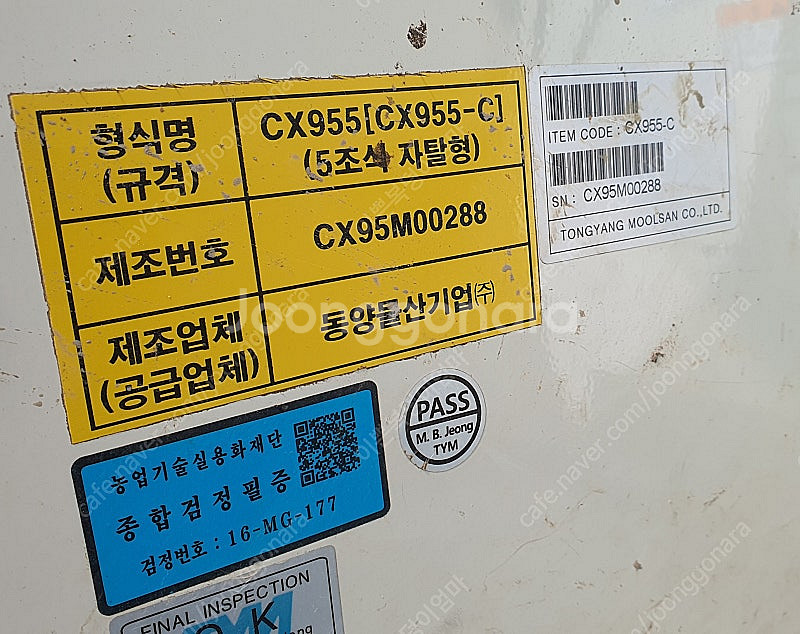 형식명
(규격)
CX955[CX955-C]
(5조식 자탈형)
제조번호
CX95M00288
제조업체
(공급업체)
동양물산기업㈜
ITEM CODE : CX955-C
SN : CX95M00288
TONGYANG MOOLSAN CO.,LTD.
농업기술실용화재단
종합검정필증
검정번호 : 16-MG-177
PASS
M. B. Jeong
TYM
FINAL INSPECTION
OK
Joonggonara
cafe.naver.com/joonggonara